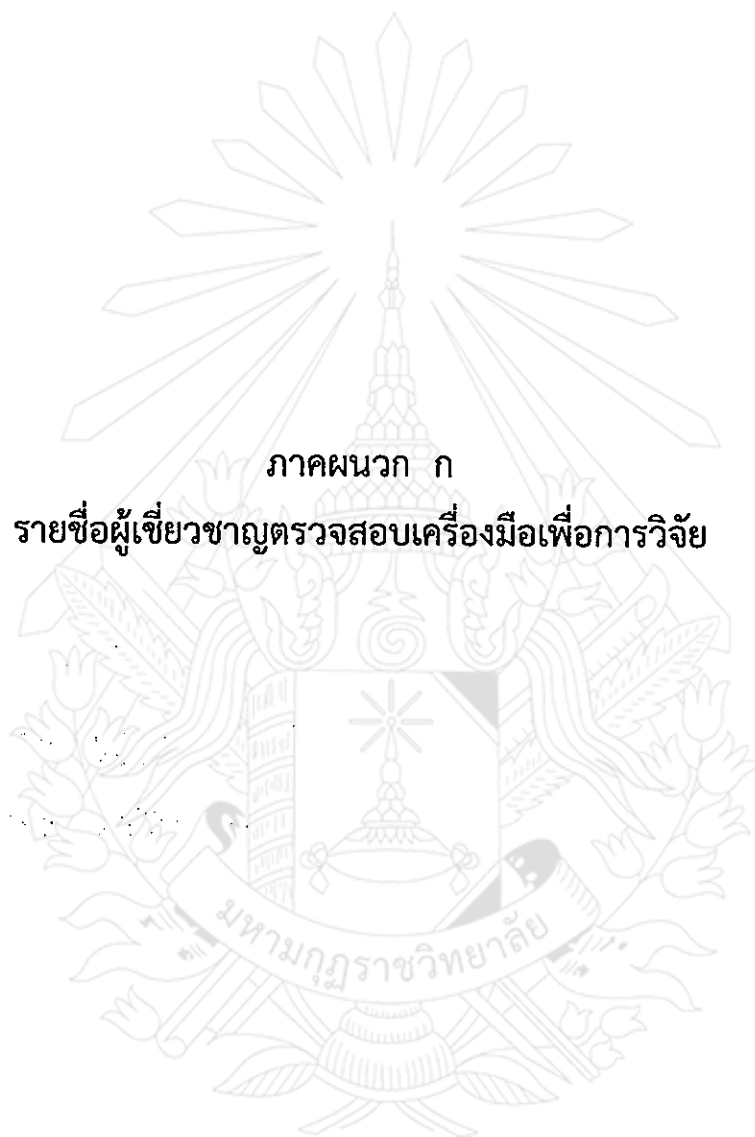 ภาคผนวก ก
รายชื่อผู้เชี่ยวชาญตรวจสอบเครื่องมือเพื่อการวิจัย
มหามกุฏราชวิทยาลัย